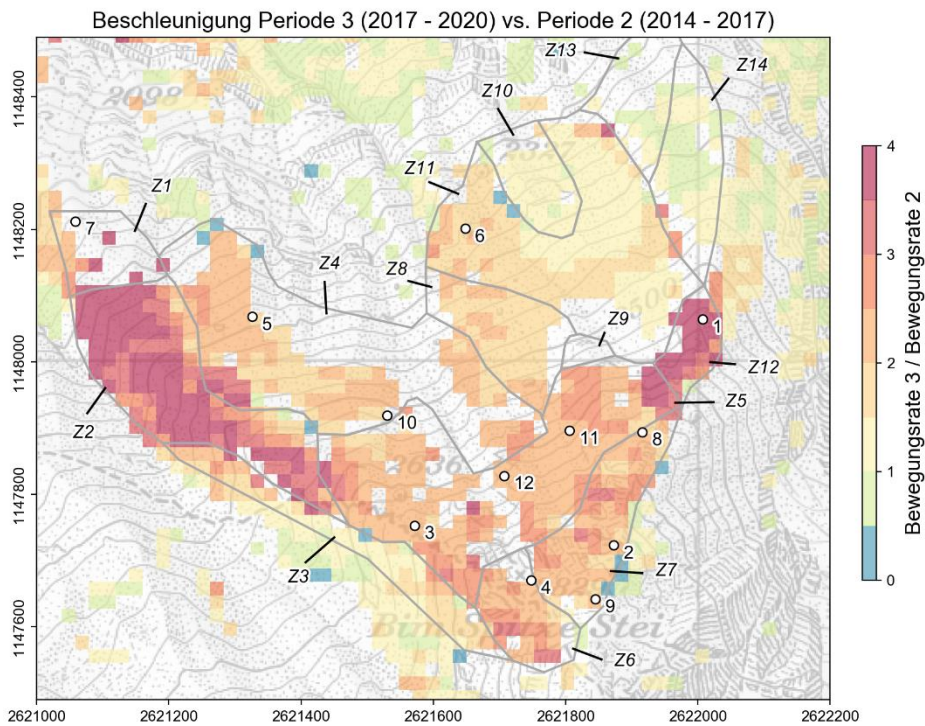 Beschleunigung Periode 3 (2017 - 2020) vs. Periode 2 (2014 - 2017)
1148400
1148200
1148000
1147800
1147600
2621000
2621200
2621400
2621600
2621800
2622000
2622200
Z13
Z14
Z10
Z11
Z1
Z4
Z8
Z9
Z12
Z5
Z2
Z3
Z7
Z6
7
6
5
1
10
11
8
12
3
2
4
9
2098
2636
4
3
2
1
0
Bewegungsrate 3 / Bewegungsrate 2